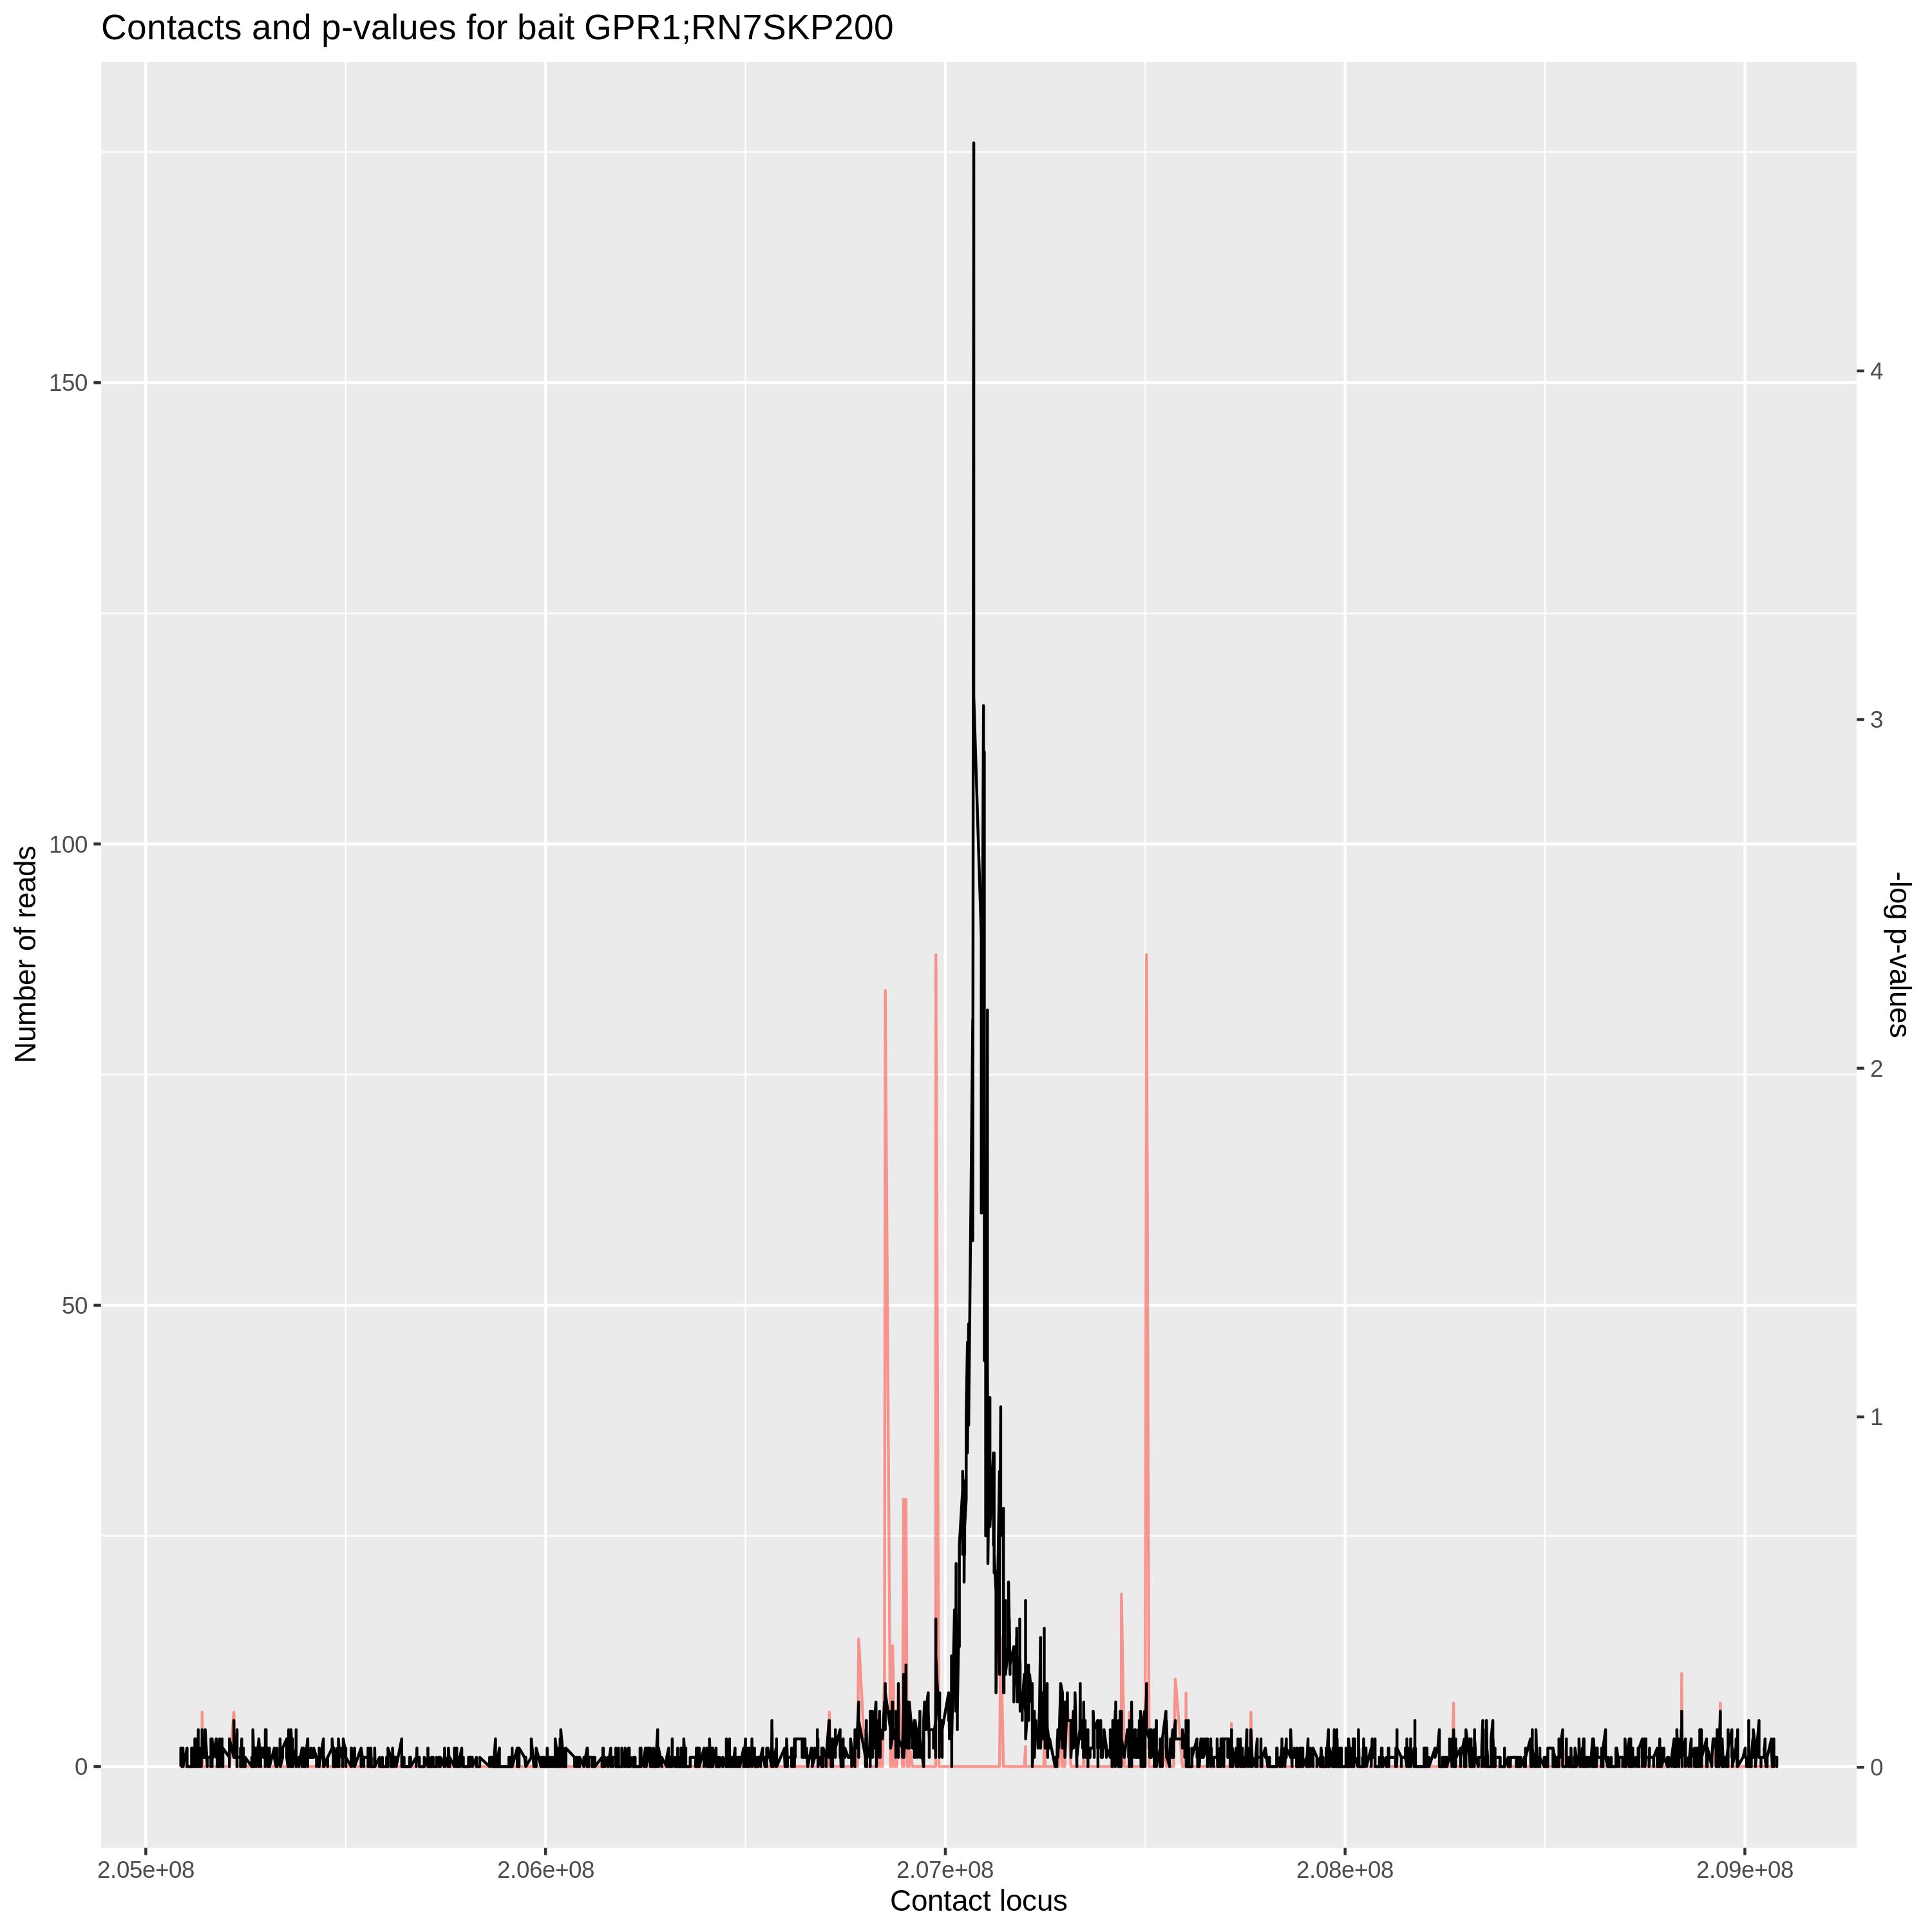 Contacts and p-values for bait GPR1;RN7SKP200
150
100
50
0
Number of reads
4
3
2
1
0
-log p-values
2.05e+08
2.06e+08
2.07e+08
2.08e+08
2.09e+08
Contact locus